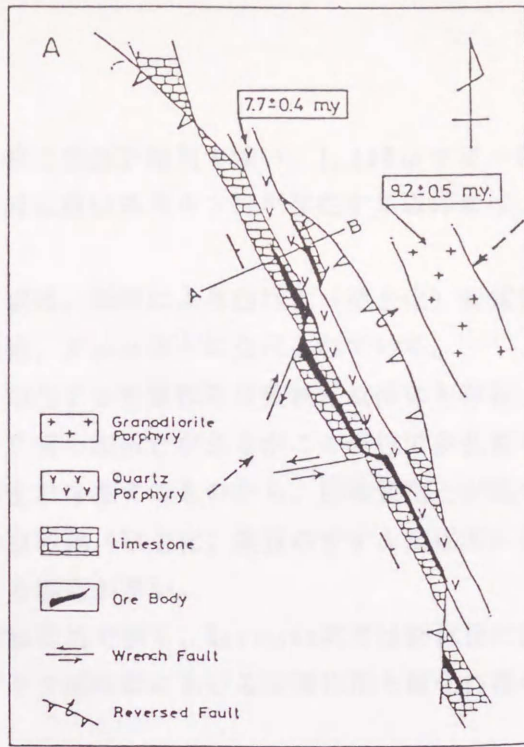 A
7.7 ± 0.4 my
9.2 ± 0.5 my.
B
Granodiorite
Porphyry
Quartz
Porphyry
Limestone
Ore Body
Wrench Fault
Reversed Fault